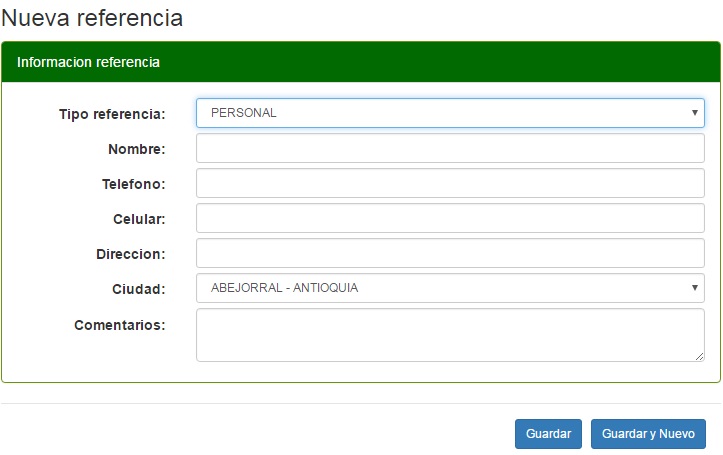 Nueva referencia
Informacion referencia
Tipo referencia: PERSONAL
Nombre:
Telefono:
Celular:
Direccion:
Ciudad: ABEJORRAL - ANTIOQUIA
Comentarios:
Guardar Guardar y Nuevo